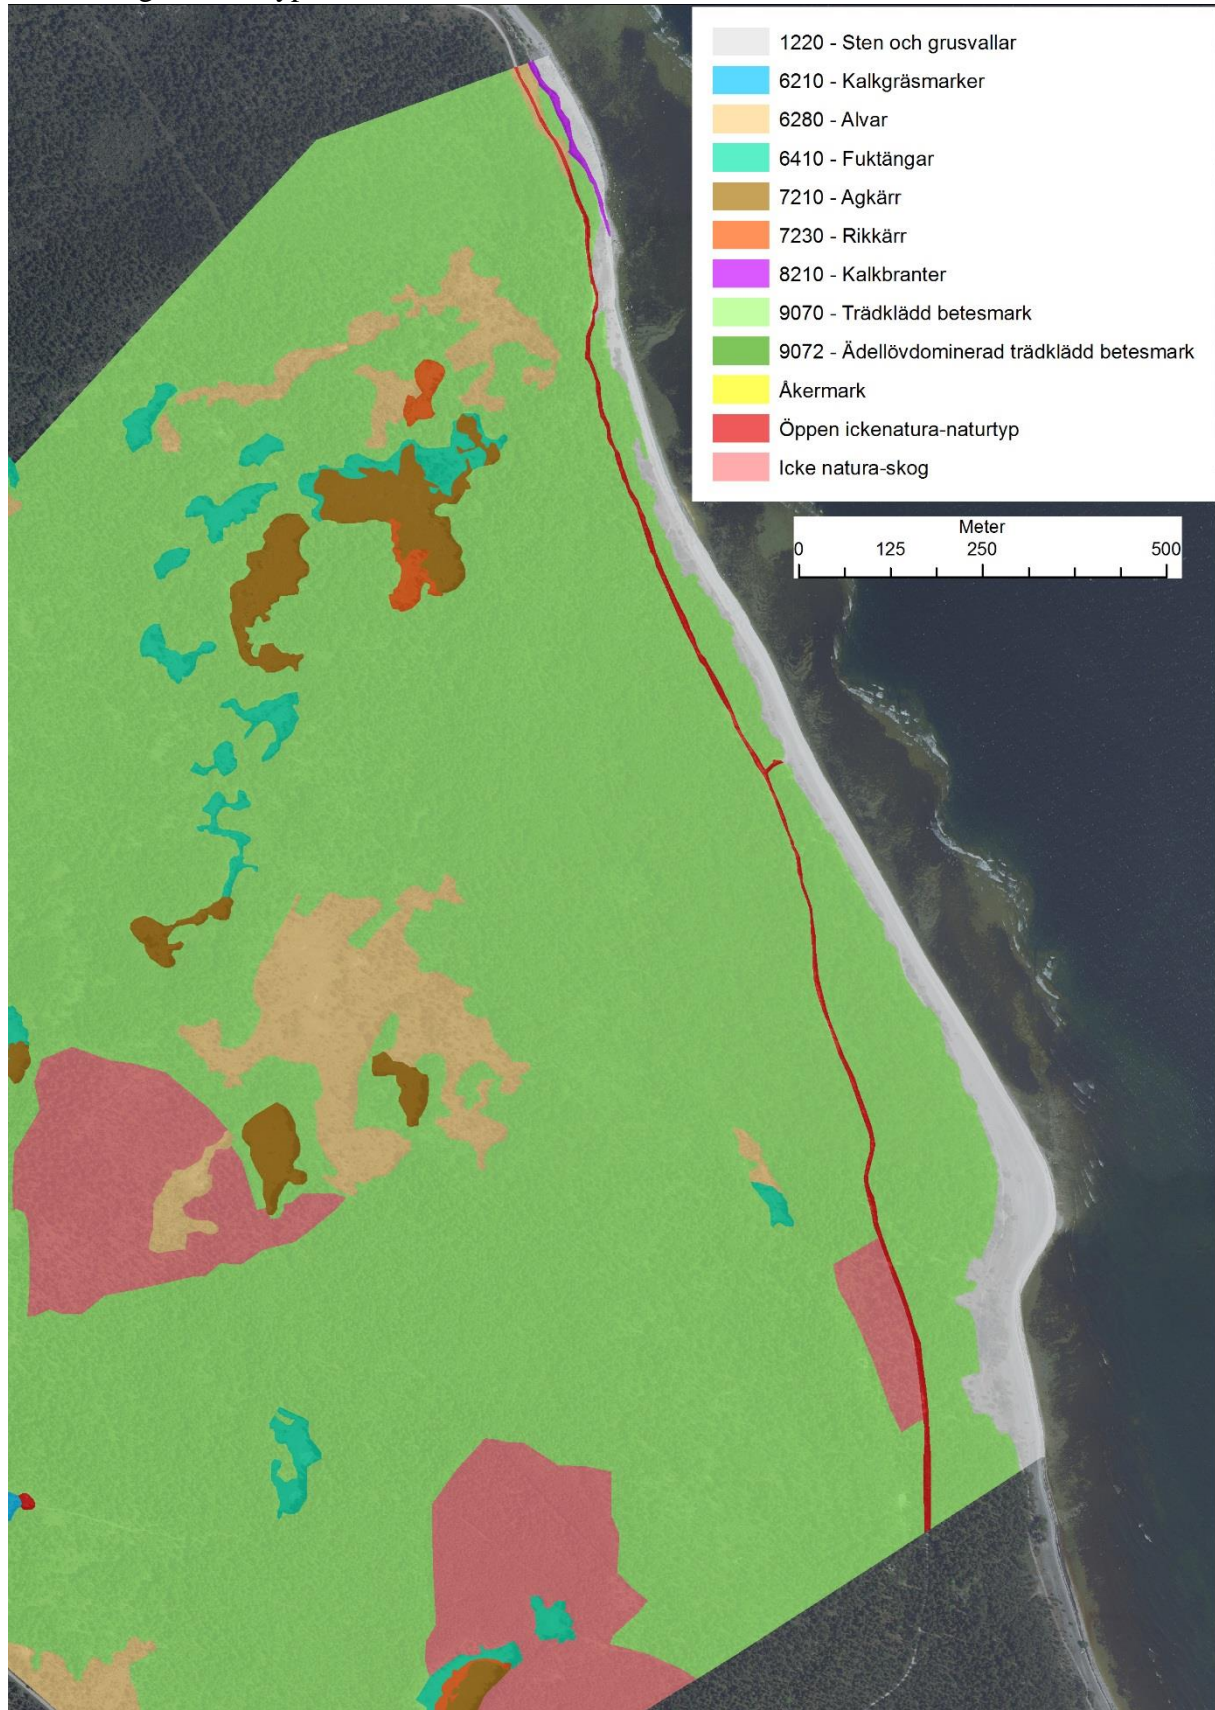 1220 - Sten och grusvallar
6210 - Kalkgräsmarker
6280 - Alvar
6410 - Fuktängar
7210 - Agkärr
7230 - Rikkärr
8210 - Kalkbranter
9070 - Trädklädd betesmark
9072 - Ädellövdominerad trädklädd betesmark
Åkermark
Öppen ickenatura-naturtyp
Icke natura-skog
Meter
0 125 250 500